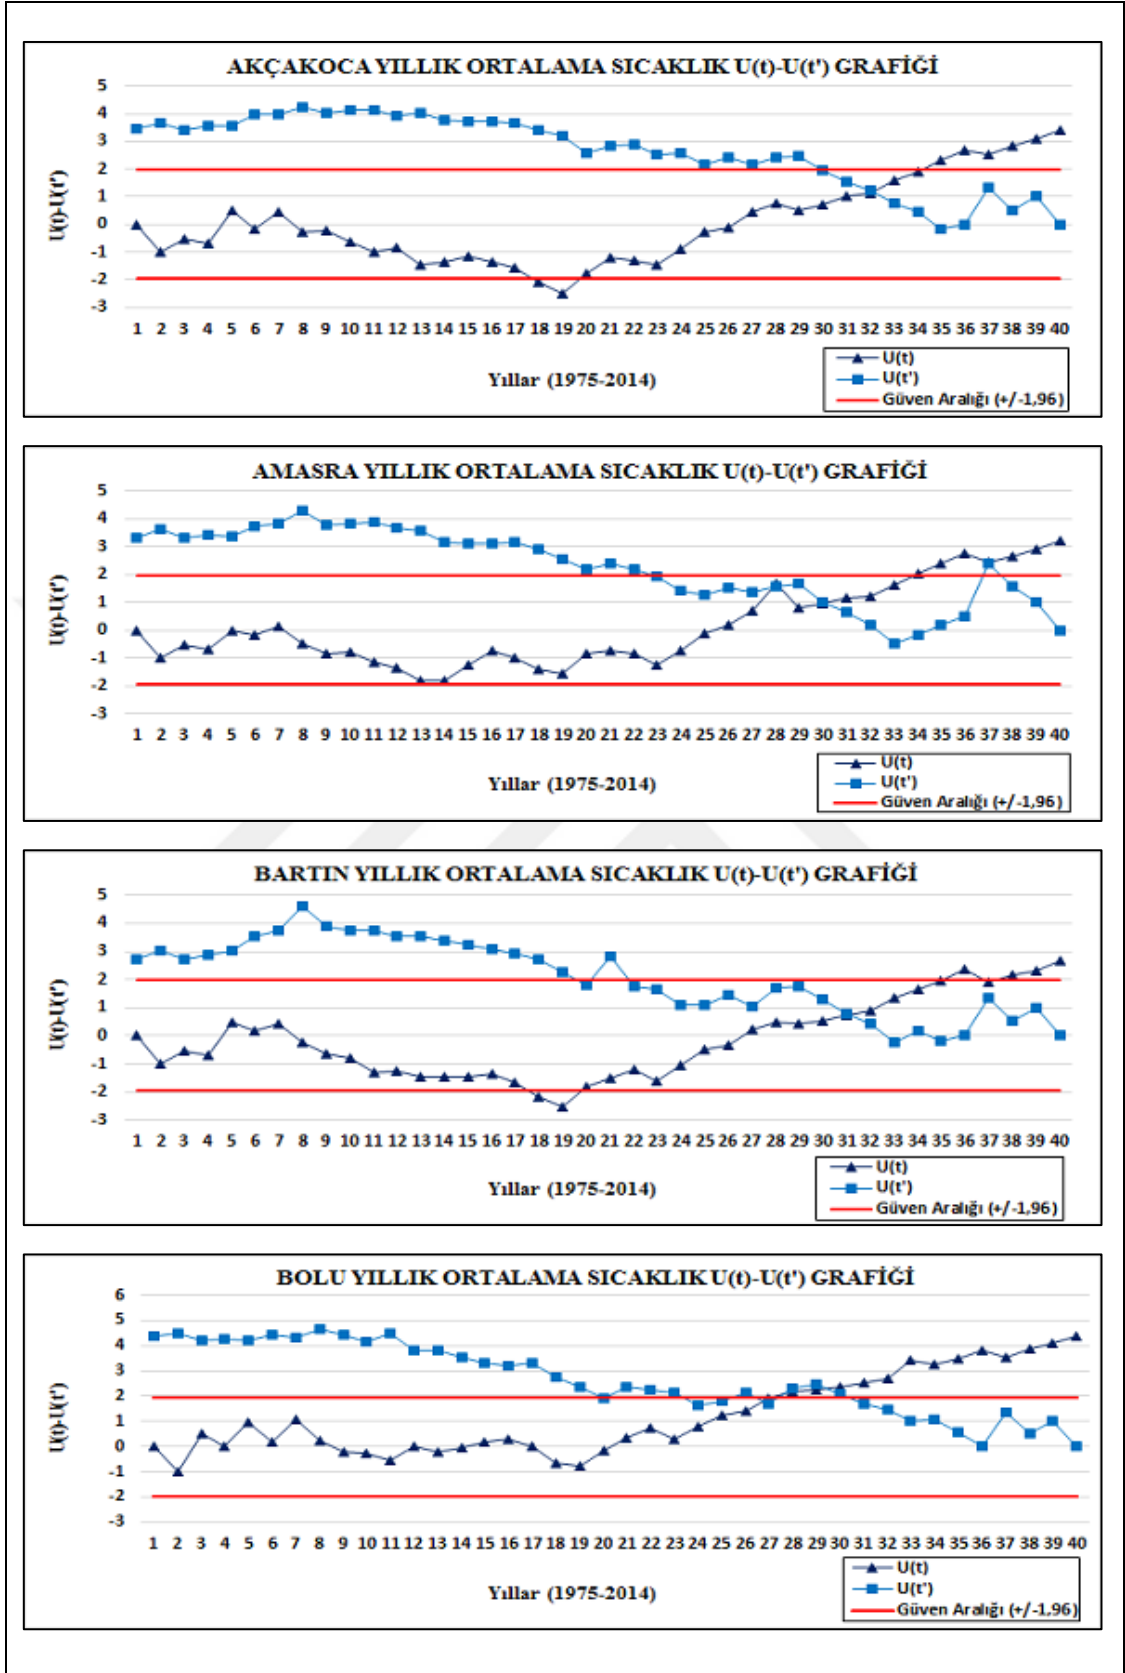 AKÇAKOCA YILLIK ORTALAMA SICAKLIK U(t)-U(t') GRAFİĞİ
5
4
3
2
1
0
-1
-2
-3
U(t)-U(t')
1 2 3 4 5 6 7 8 9 10 11 12 13 14 15 16 17 18 19 20 21 22 23 24 25 26 27 28 29 30 31 32 33 34 35 36 37 38 39 40
Yıllar (1975-2014)
U(t)
U(t')
Güven Aralığı (+/-1,96)
AMASRA YILLIK ORTALAMA SICAKLIK U(t)-U(t') GRAFİĞİ
5
4
3
2
1
0
-1
-2
-3
U(t)-U(t')
1 2 3 4 5 6 7 8 9 10 11 12 13 14 15 16 17 18 19 20 21 22 23 24 25 26 27 28 29 30 31 32 33 34 35 36 37 38 39 40
Yıllar (1975-2014)
U(t)
U(t')
Güven Aralığı (+/-1,96)
BARTIN YILLIK ORTALAMA SICAKLIK U(t)-U(t') GRAFİĞİ
5
4
3
2
1
0
-1
-2
-3
U(t)-U(t')
1 2 3 4 5 6 7 8 9 10 11 12 13 14 15 16 17 18 19 20 21 22 23 24 25 26 27 28 29 30 31 32 33 34 35 36 37 38 39 40
Yıllar (1975-2014)
U(t)
U(t')
Güven Aralığı (+/-1,96)
BOLU YILLIK ORTALAMA SICAKLIK U(t)-U(t') GRAFİĞİ
6
5
4
3
2
1
0
-1
-2
-3
U(t)-U(t')
1 2 3 4 5 6 7 8 9 10 11 12 13 14 15 16 17 18 19 20 21 22 23 24 25 26 27 28 29 30 31 32 33 34 35 36 37 38 39 40
Yıllar (1975-2014)
U(t)
U(t')
Güven Aralığı (+/-1,96)